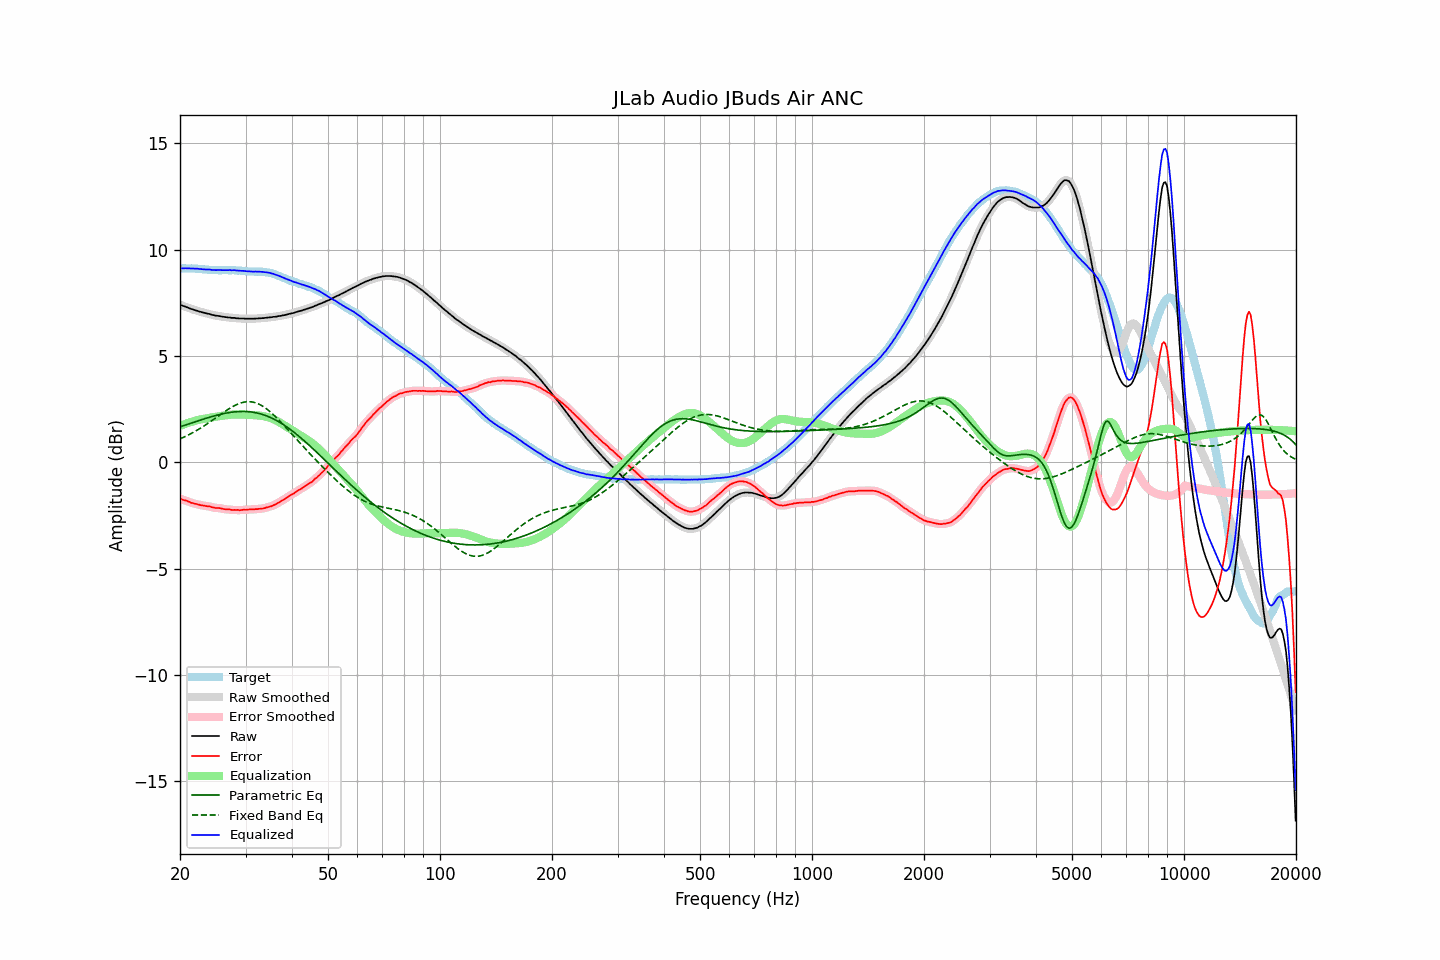 JLab Audio JBuds Air ANC
Amplitude (dBr)
15
10
5
0
−5
−10
−15
Target
Raw Smoothed
Error Smoothed
Raw
Error
Equalization
Parametric Eq
Fixed Band Eq
Equalized
20 50 100 200 500 1000 2000 5000 10000 20000
Frequency (Hz)